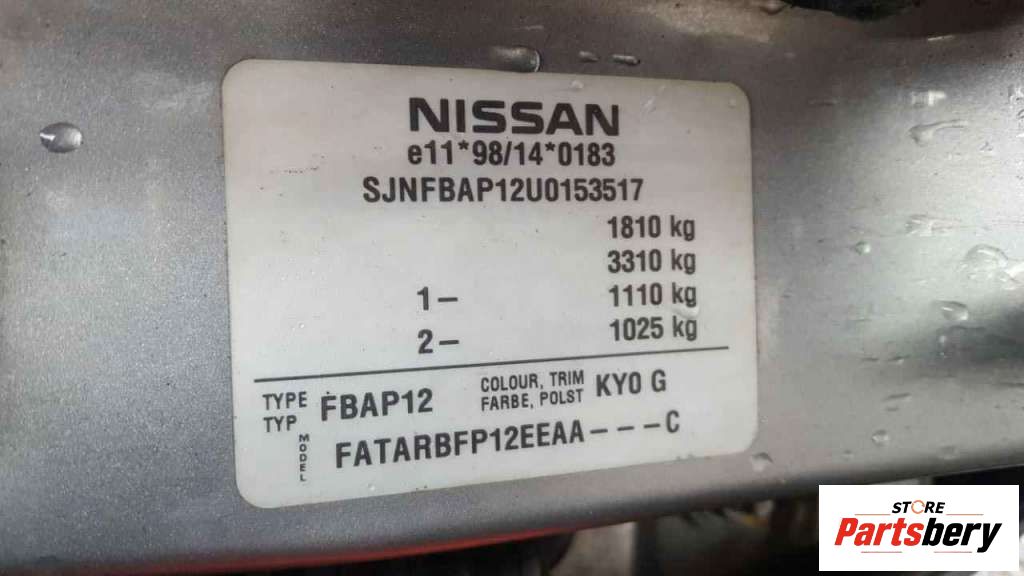 NISSAN
e11*98/14*0183
SJNFBAP12U0153517
1810 kg
3310 kg
1- 1110 kg
2- 1025 kg
TYPE TYP FBAP12 COLOUR, TRIM FARBE, POLST KY0 G
MODEL FATARBFP12EEAA---C
STORE
Partsbery